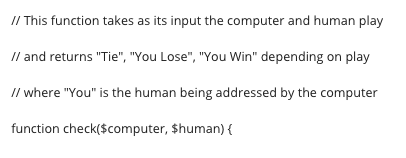 // This function takes as its input the computer and human play
// and returns "Tie", "You Lose", "You Win" depending on play
// where "You" is the human being addressed by the computer
function check($computer, $human) {